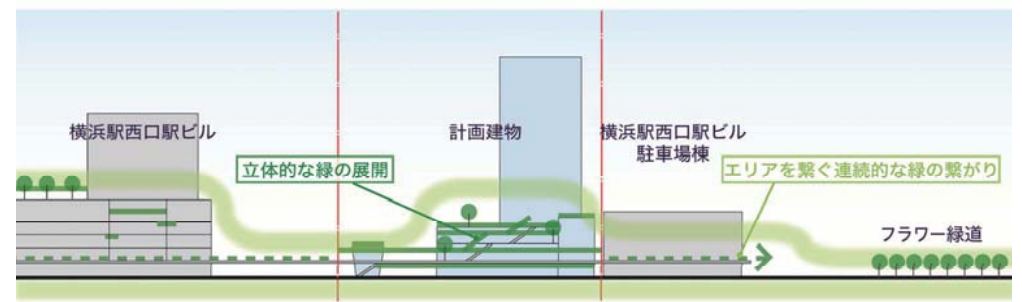 横浜駅西口駅ビル
計画建物
横浜駅西口駅ビル
駐車場棟
立体的な緑の展開
エリアを繋ぐ連続的な緑の繋がり
フラワー緑道